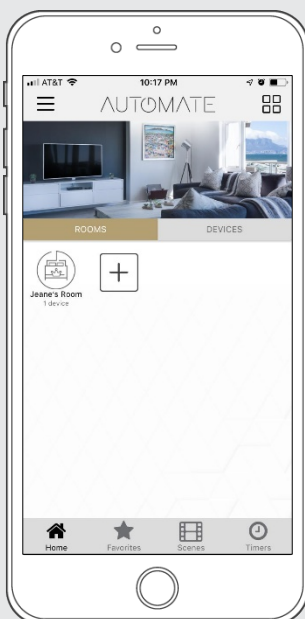 AT&T 10:17 PM
AUTOMATE
ROOMS DEVICES
Jeane's Room
1 device
Home Favorites Scenes Timers